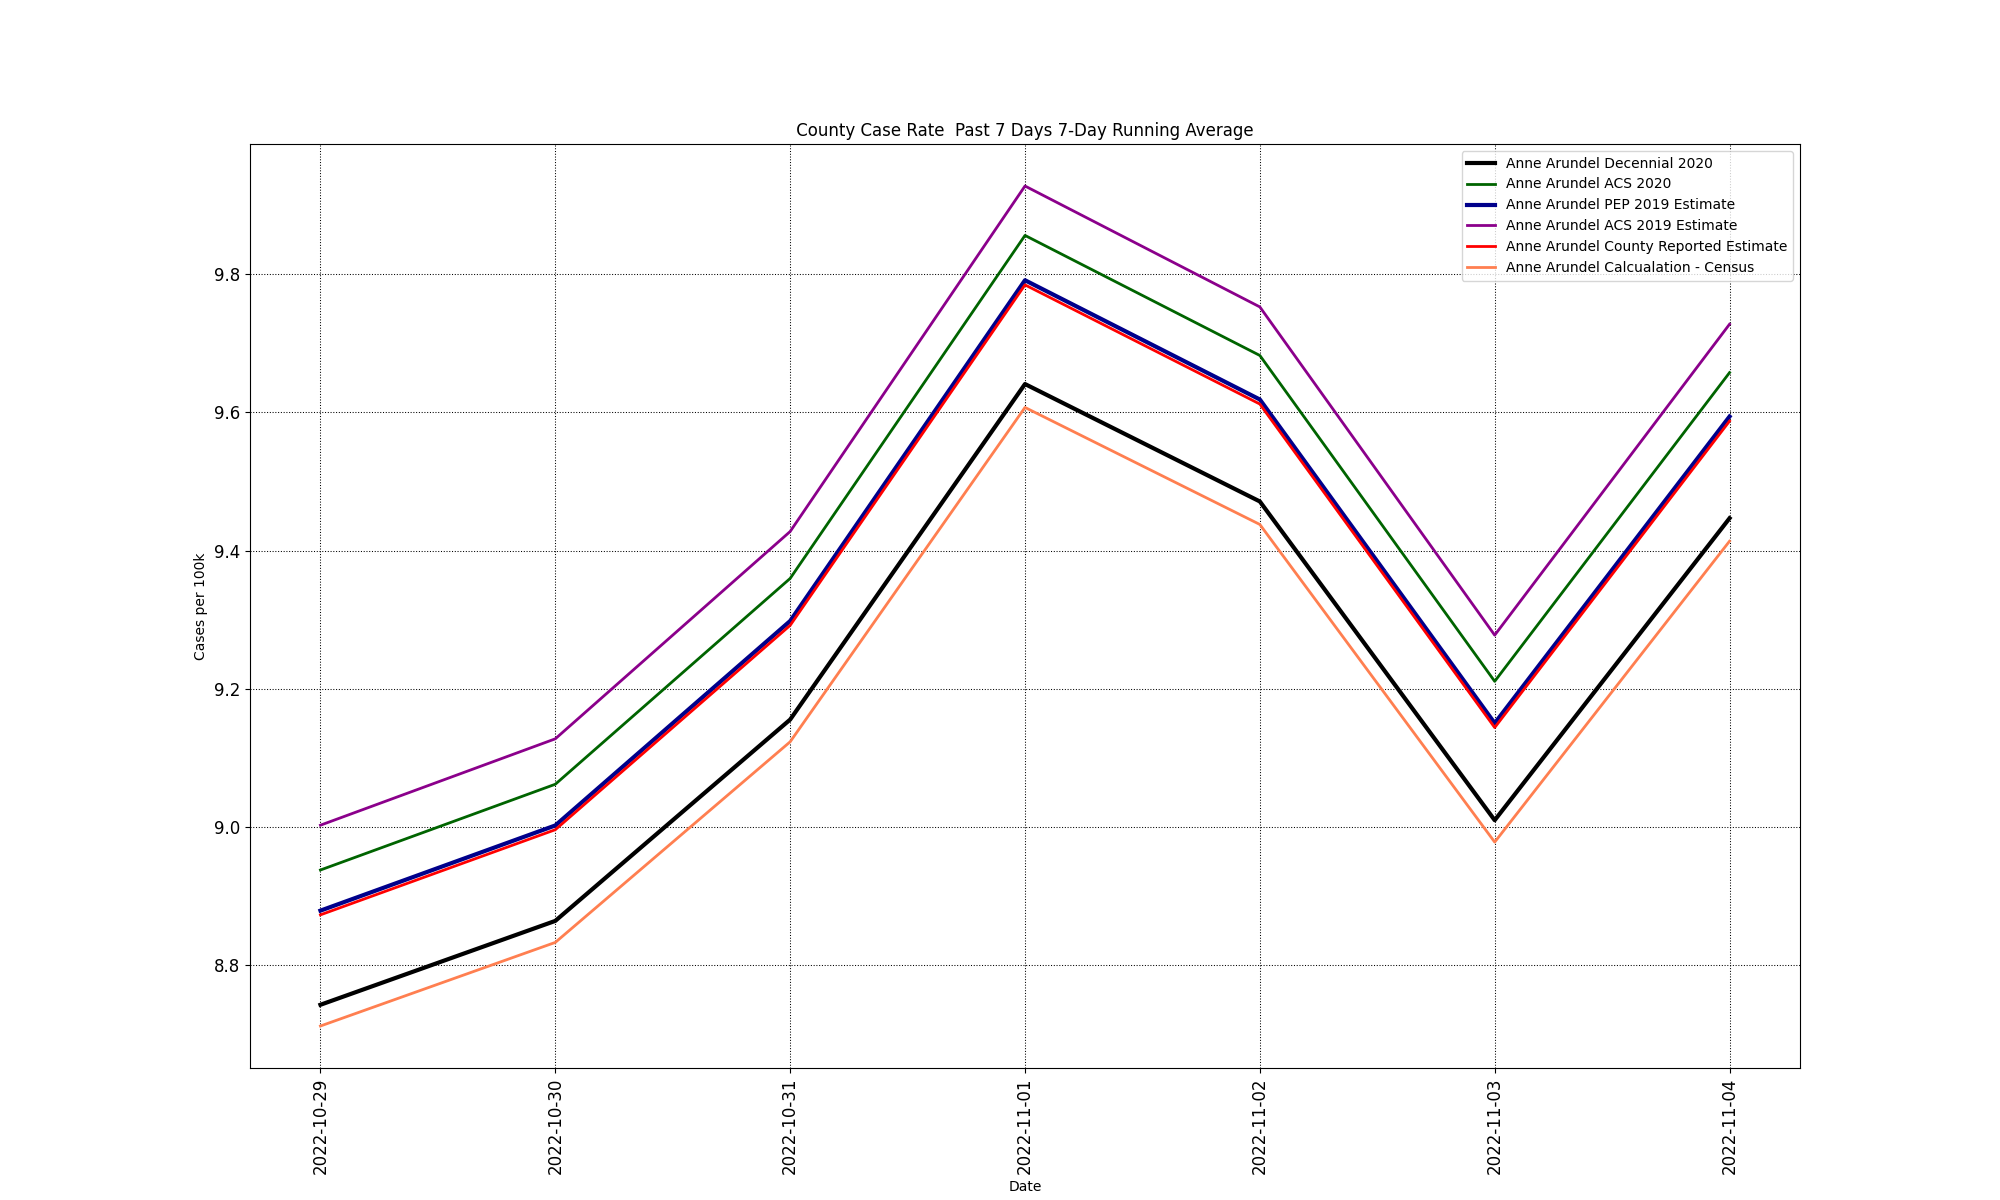 County Case Rate  Past 7 Days 7-Day Running Average
Anne Arundel Decennial 2020
Anne Arundel ACS 2020
Anne Arundel PEP 2019 Estimate
Anne Arundel ACS 2019 Estimate
Anne Arundel County Reported Estimate
Anne Arundel Calcualation - Census
9.8
9.6
9.4
9.2
9.0
8.8
Cases per 100k
2022-10-29
2022-10-30
2022-10-31
2022-11-01
2022-11-02
2022-11-03
2022-11-04
Date